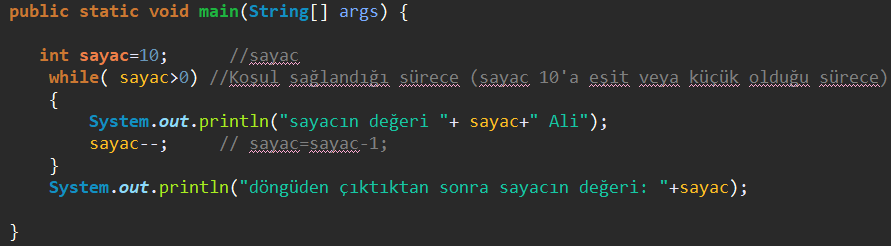 public static void main(String[] args) {
int sayac=10; //sayac
while( sayac>0) //Koşul sağlandığı sürece (sayac 10'a eşit veya küçük olduğu sürece)
{
System.out.println("sayacın değeri "+ sayac+" Ali");
sayac--; // sayac=sayac-1;
}
System.out.println("döngüden çıktıktan sonra sayacın değeri: "+sayac);
}